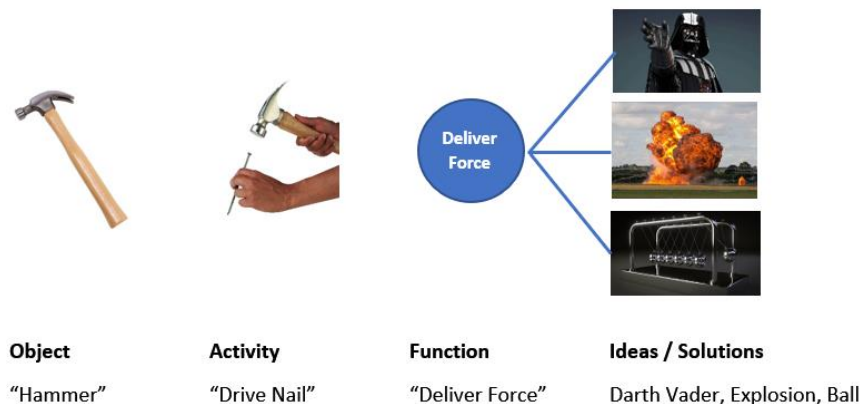 Deliver
Force
Object
Activity
Function
Ideas / Solutions
“Hammer”
“Drive Nail”
“Deliver Force”
Darth Vader, Explosion, Ball